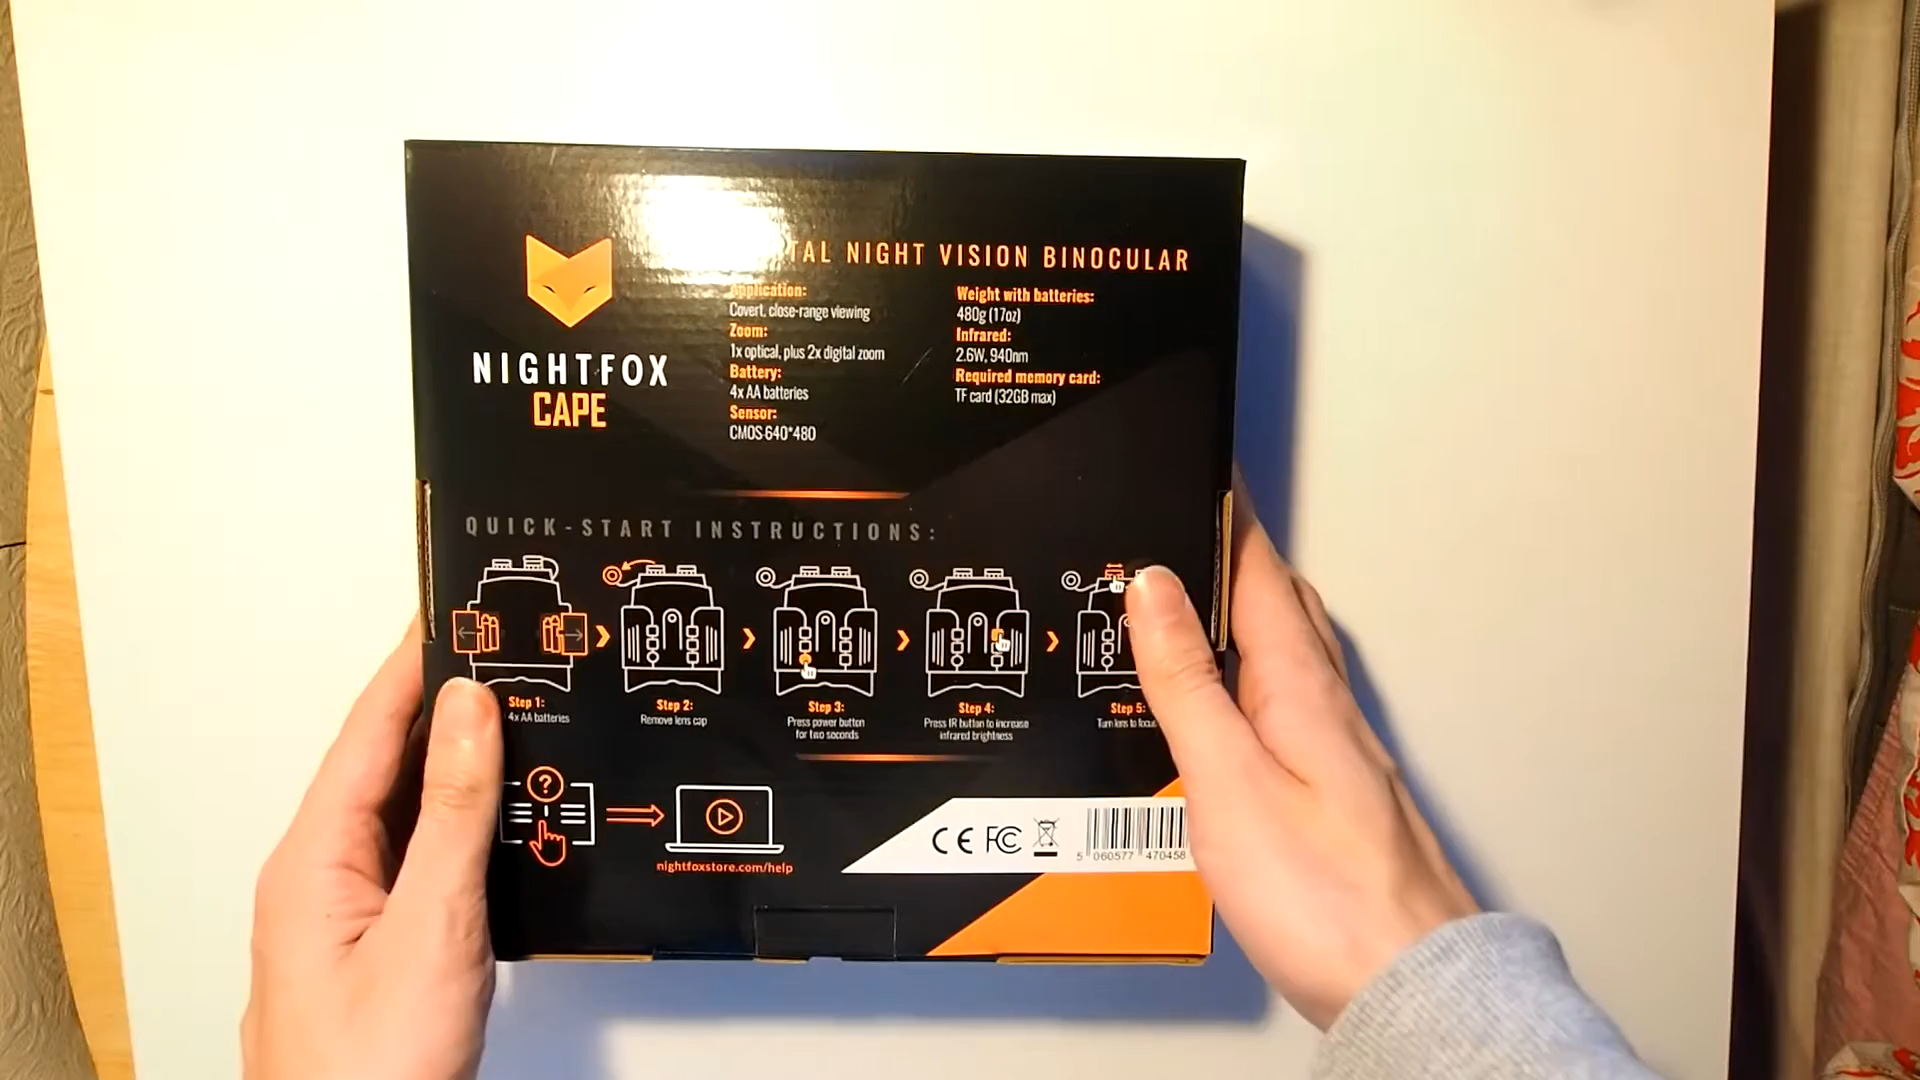 NIGHTFOX
CAPE
NIGHT VISION BINOCULAR
Application:
Covert, close-range viewing
Zoom:
1x optical, plus 2x digital zoom
Battery:
4x AA batteries
Sensor:
CMOS 640*480
Weight with batteries:
480g (17oz)
Infrared:
2.6W, 940nm
Required memory card:
TF card (32GB max)
QUICK-START INSTRUCTIONS:
Step 1:
4x AA batteries
Step 2:
Remove lens cap
Step 3:
Press power button
for two seconds
Step 4:
Press IR button to increase
infrared brightness
Step 5:
Turn lens to focus
?
nightfoxstore.com/help
CE FC
5 060577 470458